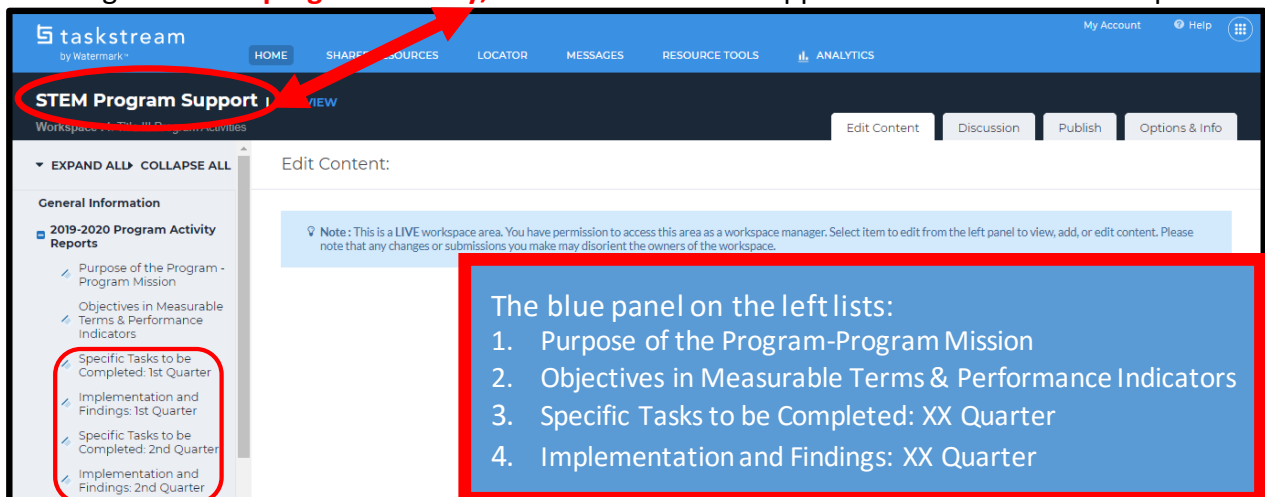 program
taskstream
by Watermark™
HOME SHARED RESOURCES LOCATOR MESSAGES RESOURCE TOOLS ANALYTICS
My Account Help
STEM Program Support
VIEW
Workspace Title III Program Activities
Edit Content Discussion Publish Options & Info
EXPAND ALL COLLAPSE ALL
Edit Content:
General Information
2019-2020 Program Activity
Reports
Purpose of the Program -
Program Mission
Objectives in Measurable
Terms & Performance
Indicators
Specific Tasks to be
Completed: 1st Quarter
Implementation and
Findings: 1st Quarter
Specific Tasks to be
Completed: 2nd Quarter
Implementation and
Findings: 2nd Quarter
Note : This is a LIVE workspace area. You have permission to access this area as a workspace manager. Select item to edit from the left panel to view, add, or edit content. Please
note that any changes or submissions you make may disorient the owners of the workspace.
The blue panel on the left lists:
1. Purpose of the Program-Program Mission
2. Objectives in Measurable Terms & Performance Indicators
3. Specific Tasks to be Completed: XX Quarter
4. Implementation and Findings: XX Quarter